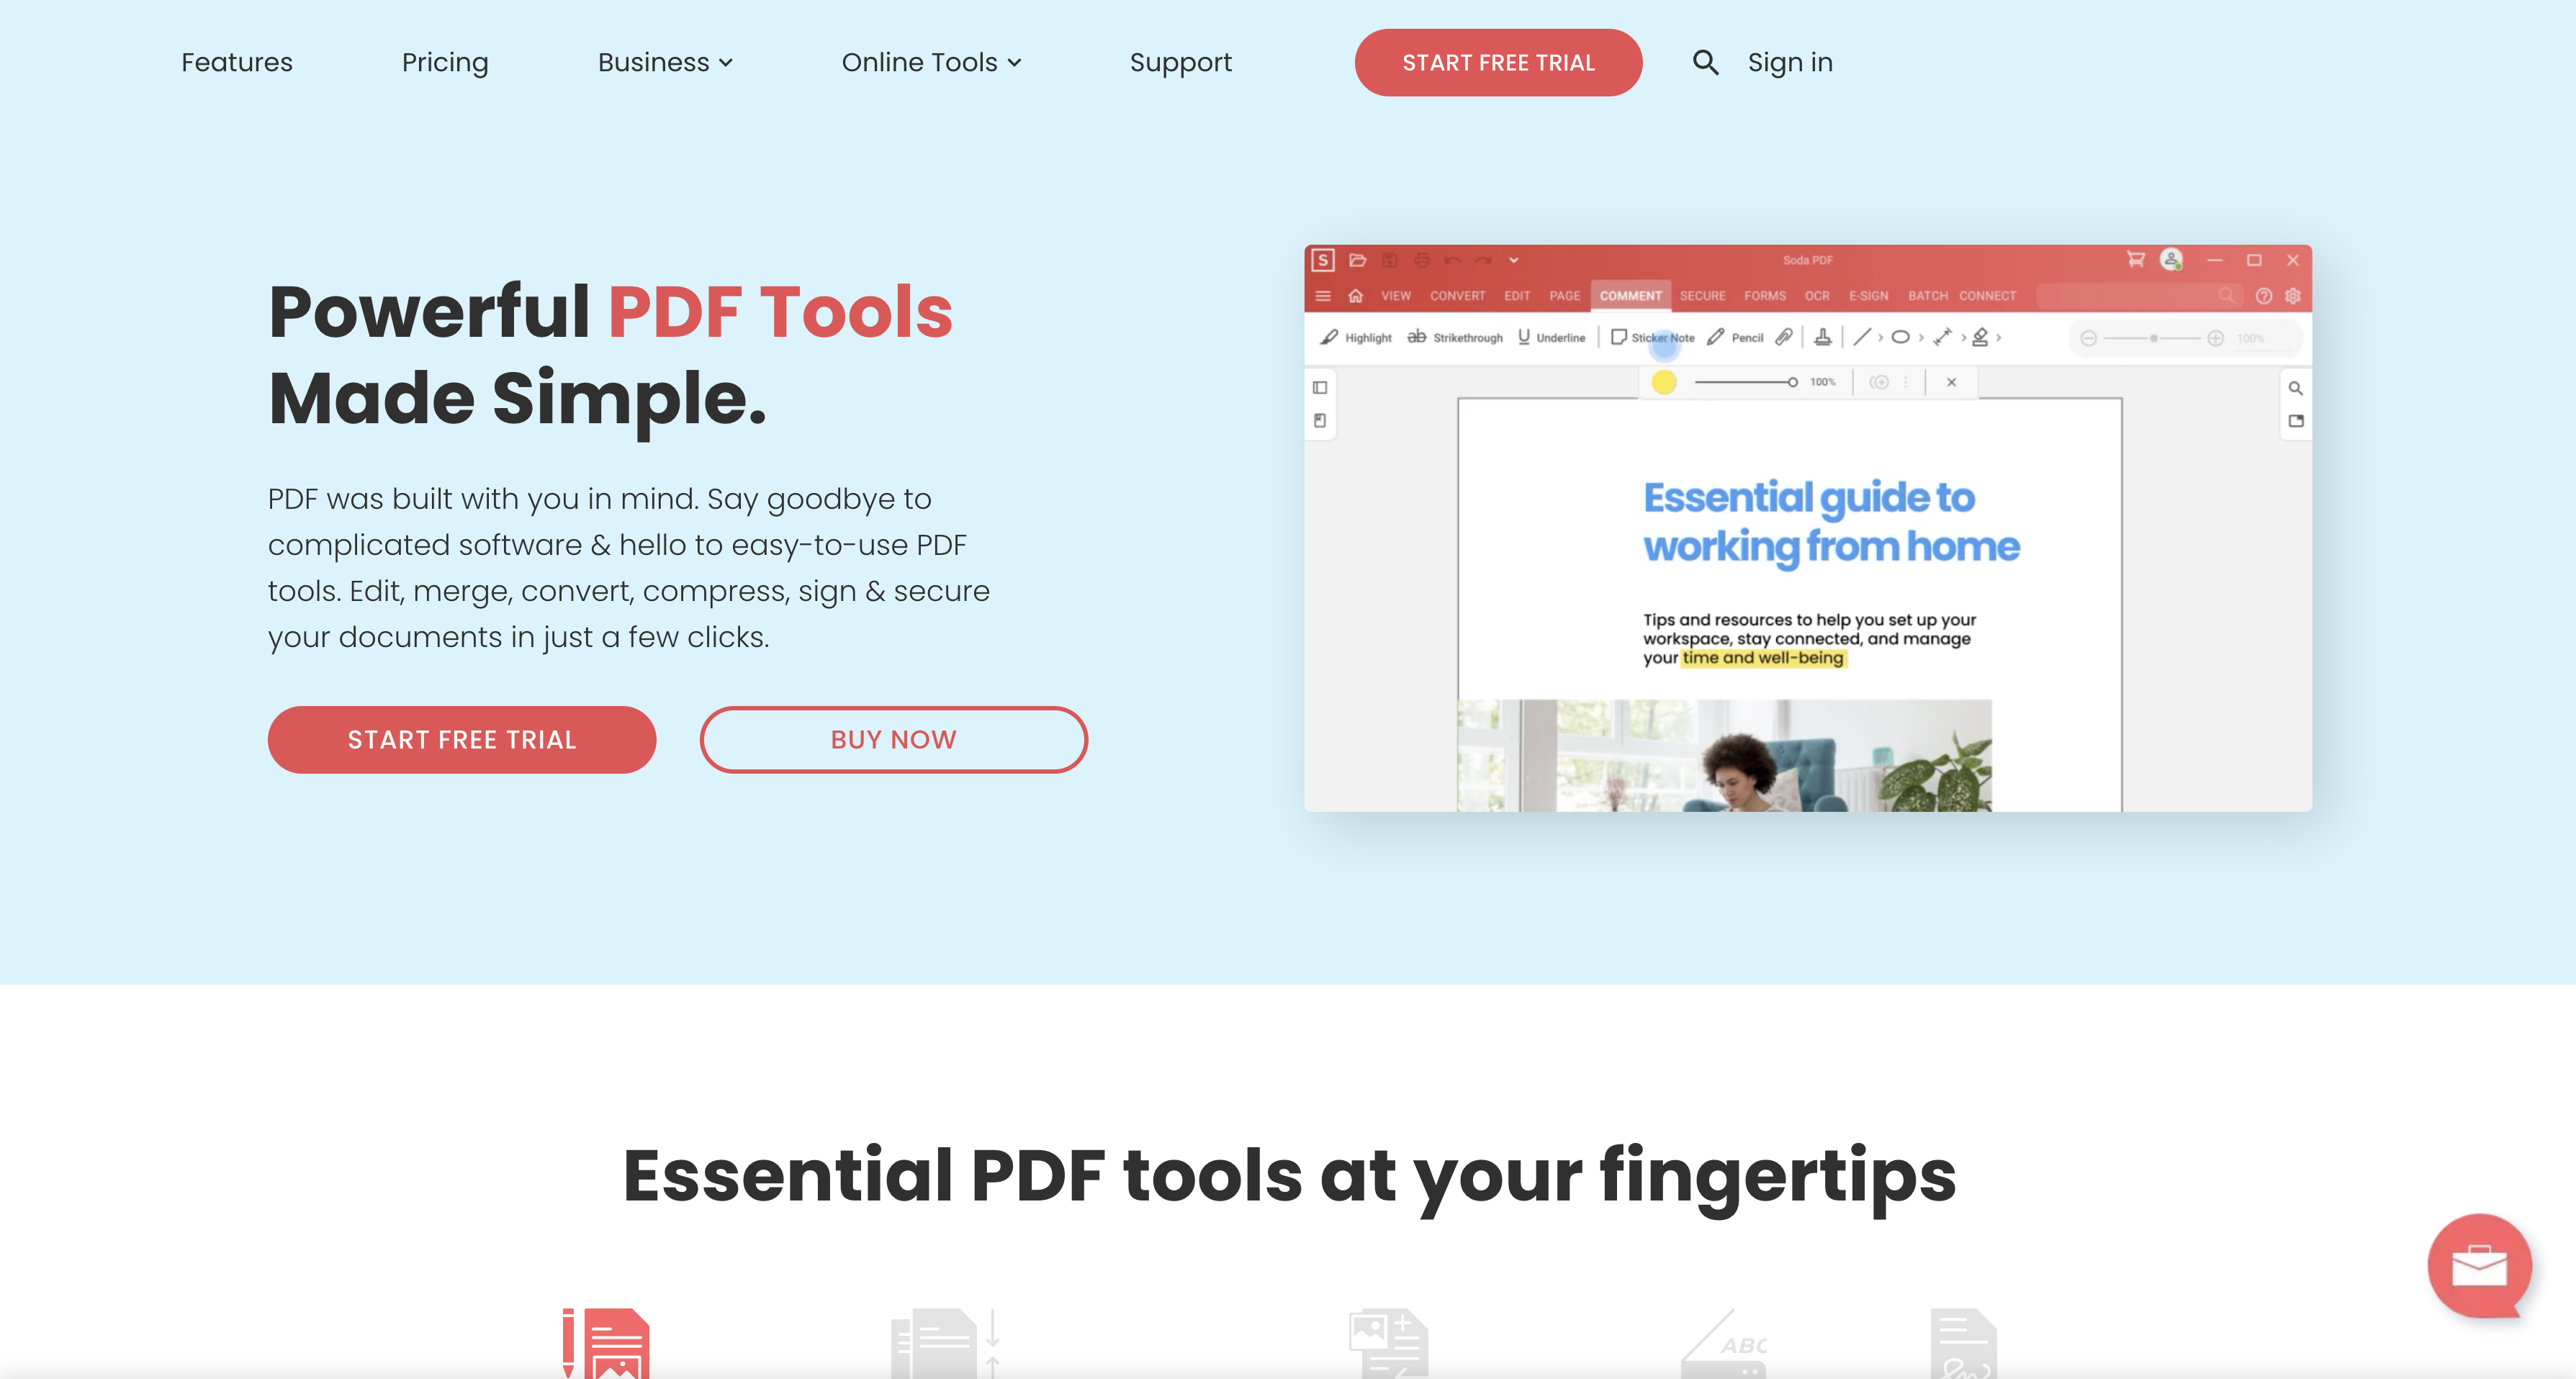 Features Pricing Business Online Tools Support START FREE TRIAL Sign in
Powerful PDF Tools
Made Simple.
PDF was built with you in mind. Say goodbye to
complicated software & hello to easy-to-use PDF
tools. Edit, merge, convert, compress, sign & secure
your documents in just a few clicks.
START FREE TRIAL BUY NOW
S Soda PDF
VIEW CONVERT EDIT PAGE COMMENT SECURE FORMS OCR E-SIGN BATCH CONNECT
Highlight ab Strikethrough U Underline Sticker Note Pencil 100%
100%
Essential guide to
working from home
Tips and resources to help you set up your
workspace, stay connected, and manage
your time and well-being
Essential PDF tools at your fingertips
ABC